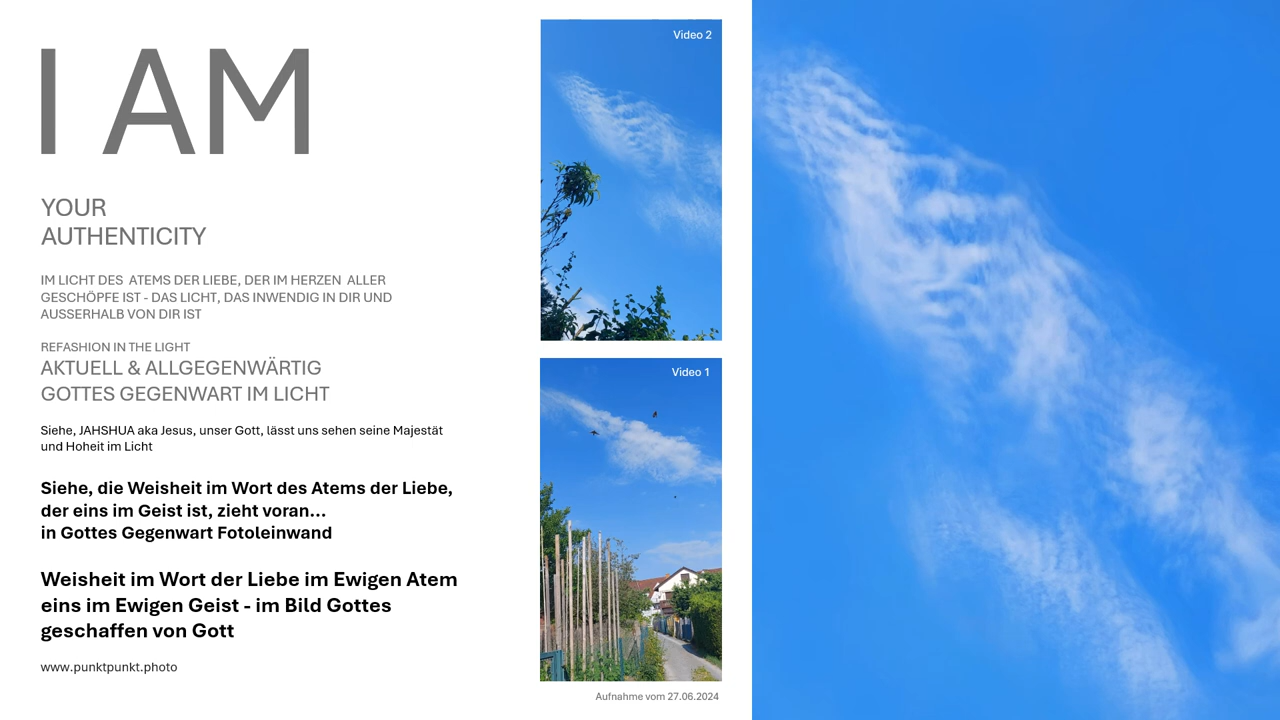 I AM
YOUR
AUTHENTICITY
IM LICHT DES ATEMS DER LIEBE, DER IM HERZEN ALLER
GESCHÖPFE IST - DAS LICHT, DAS INWENDIG IN DIR UND
AUSSERHALB VON DIR IST
REFASHION IN THE LIGHT
AKTUELL & ALLGEGENWÄRTIG
GOTTES GEGENWART IM LICHT
Siehe, JAHSHUA aka Jesus, unser Gott, lässt uns sehen seine Majestät
und Hoheit im Licht
Siehe, die Weisheit im Wort des Atems der Liebe,
der eins im Geist ist, zieht voran...
in Gottes Gegenwart Fotoleinwand
Weisheit im Wort der Liebe im Ewigen Atem
eins im Ewigen Geist - im Bild Gottes
geschaffen von Gott
www.punktpunkt.photo
Video 2
Video 1
Aufnahme vom 27.06.2024